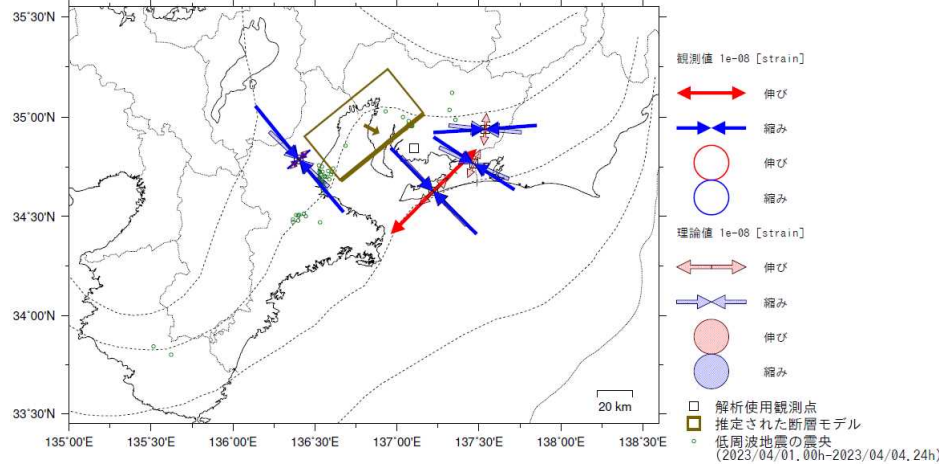 35°30'N
35°00'N
34°30'N
34°00'N
33°30'N
135°00'E
135°30'E
136°00'E
136°30'E
137°00'E
137°30'E
138°00'E
138°30'E
20 km
観測値 1e-08 [strain]
伸び
縮み
伸び
縮み
理論値 1e-08 [strain]
伸び
縮み
伸び
縮み
解析使用観測点
推定された断層モデル
低周波地震の震央
(2023/04/01.00h-2023/04/04.24h)